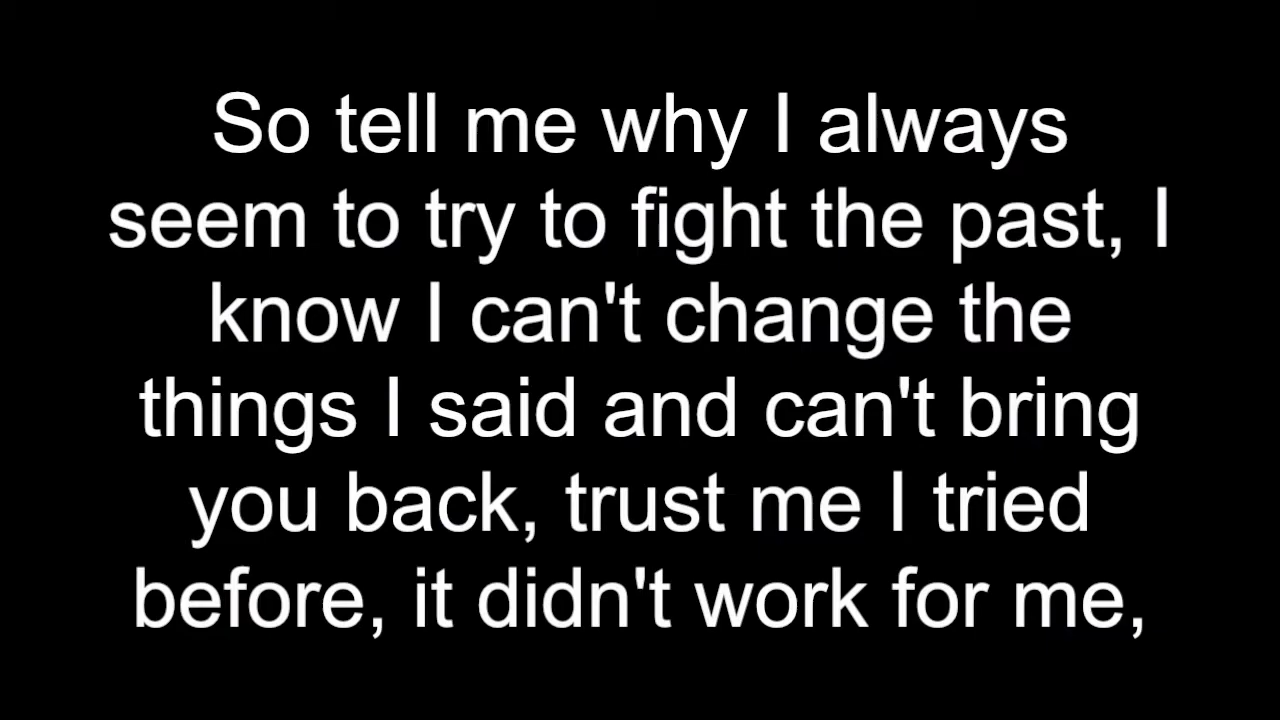 So tell me why I always
seem to try to fight the past, I
know I can't change the
things I said and can't bring
you back, trust me I tried
before, it didn't work for me,